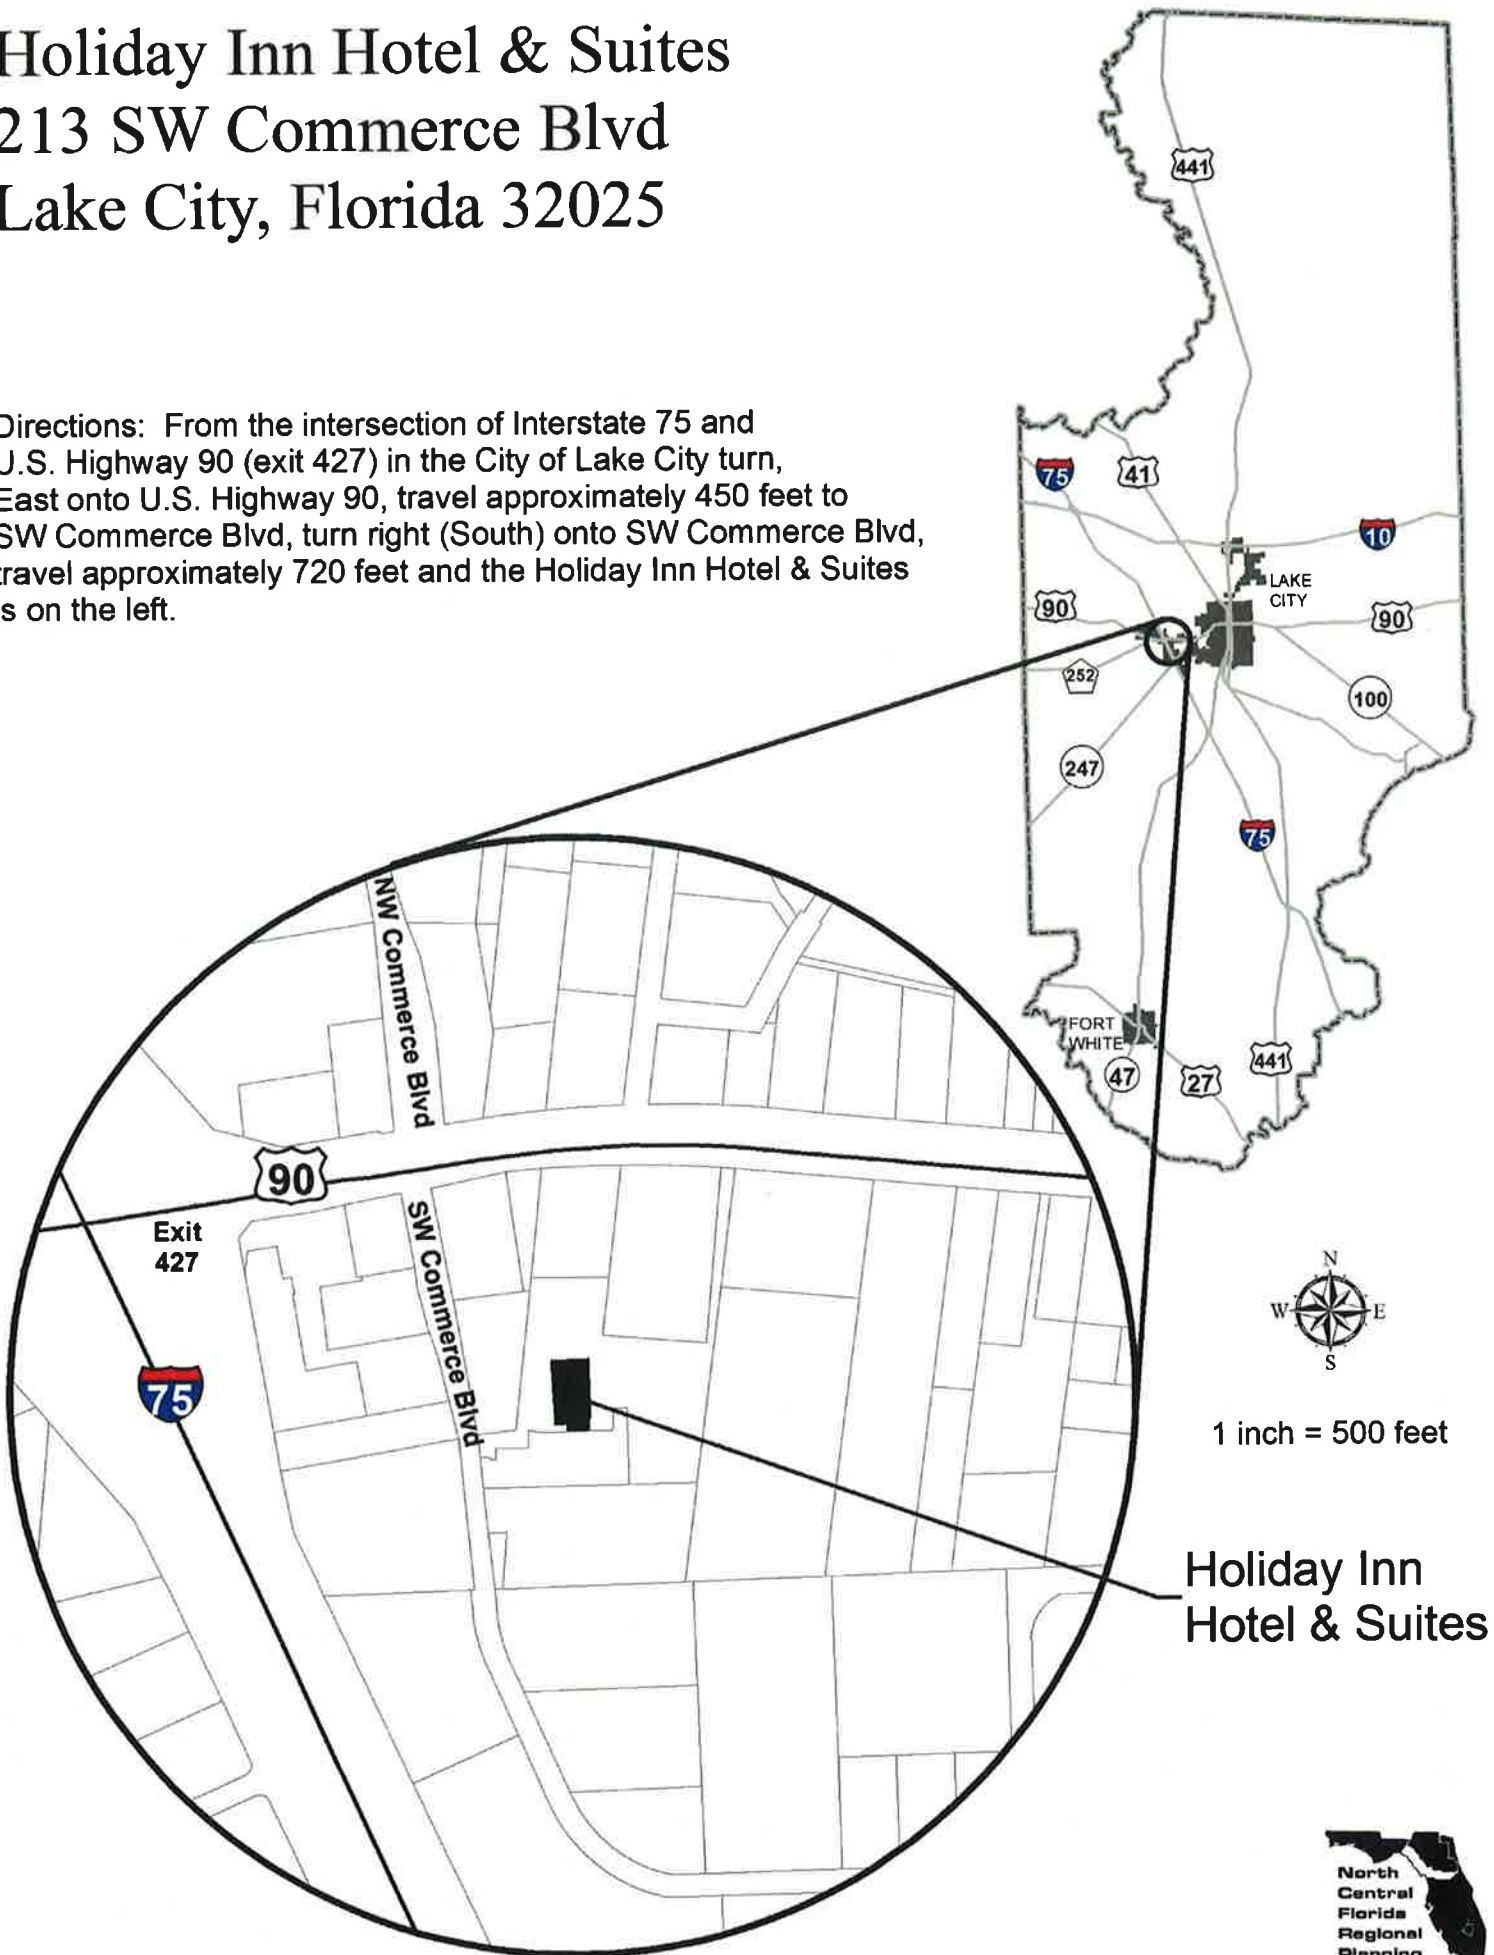 Holiday Inn Hotel & Suites
213 SW Commerce Blvd
Lake City, Florida 32025
Directions: From the intersection of Interstate 75 and
U.S. Highway 90 (exit 427) in the City of Lake City turn,
East onto U.S. Highway 90, travel approximately 450 feet to
SW Commerce Blvd, turn right (South) onto SW Commerce Blvd,
travel approximately 720 feet and the Holiday Inn Hotel & Suites
is on the left.
441
75
41
10
LAKE
CITY
90
90
252
100
247
75
FORT
WHITE
47
27
441
NW Commerce Blvd
90
Exit
427
SW Commerce Blvd
75
N
W
E
S
1 inch = 500 feet
Holiday Inn
Hotel & Suites
North
Central
Florida
Regional
Planning